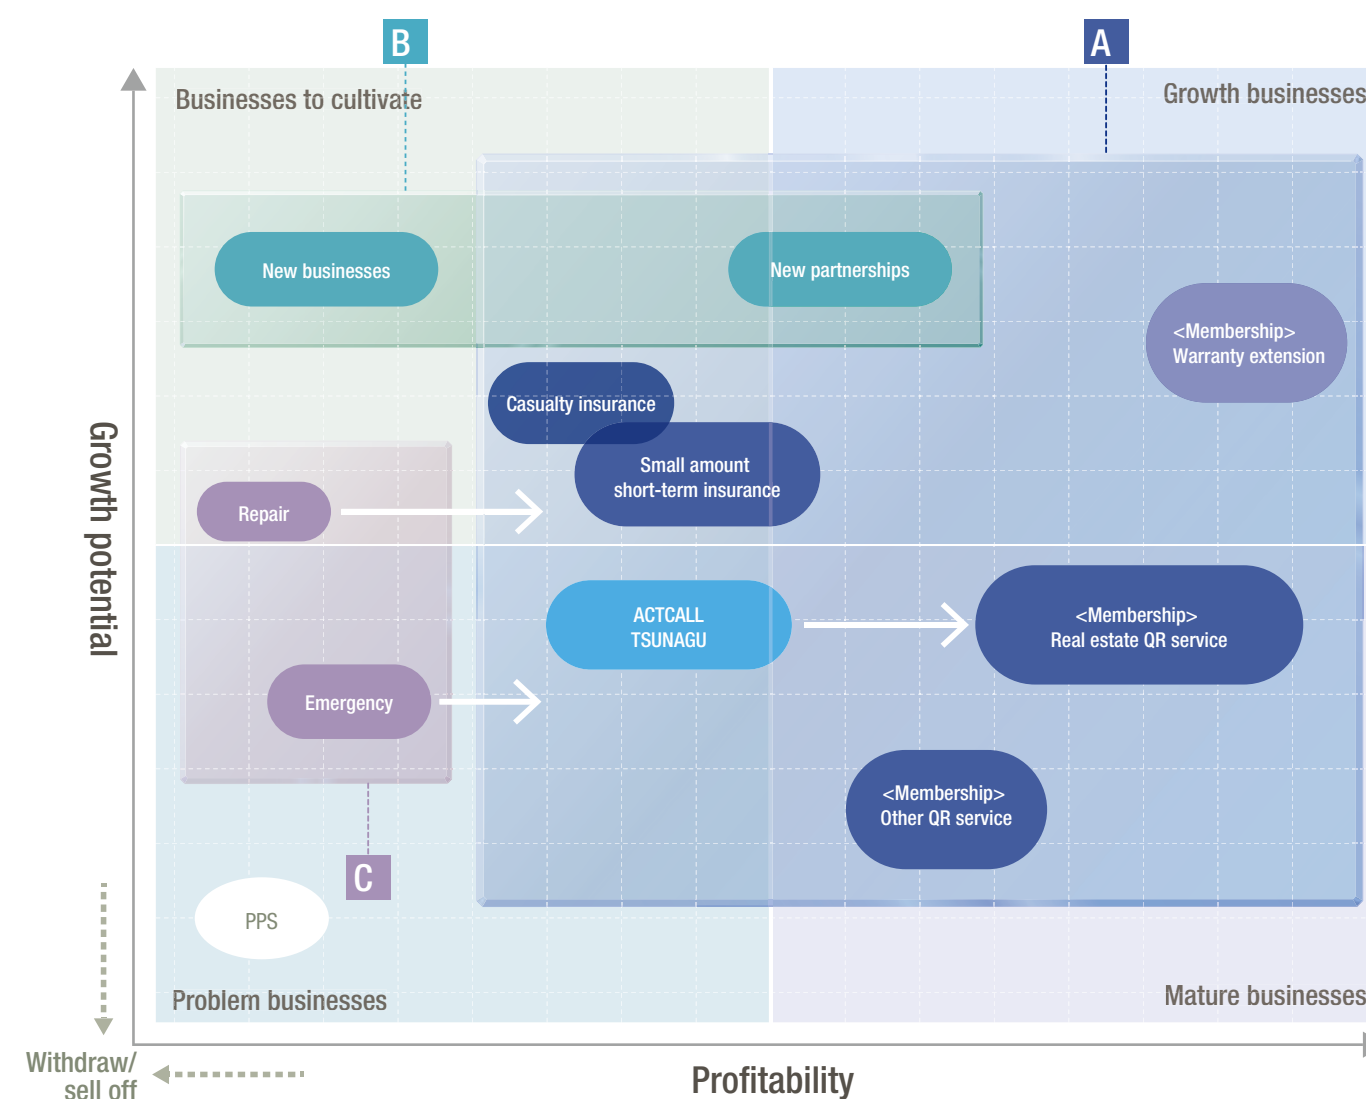 B
A
Businesses to cultivate
Growth businesses
New businesses
New partnerships
<Membership>
Warranty extension
Casualty insurance
Small amount
short-term insurance
Repair
Growth potential
ACTCALL
TSUNAGU
<Membership>
Real estate QR service
Emergency
<Membership>
Other QR service
C
PPS
Problem businesses
Mature businesses
Withdraw/
sell off
Profitability